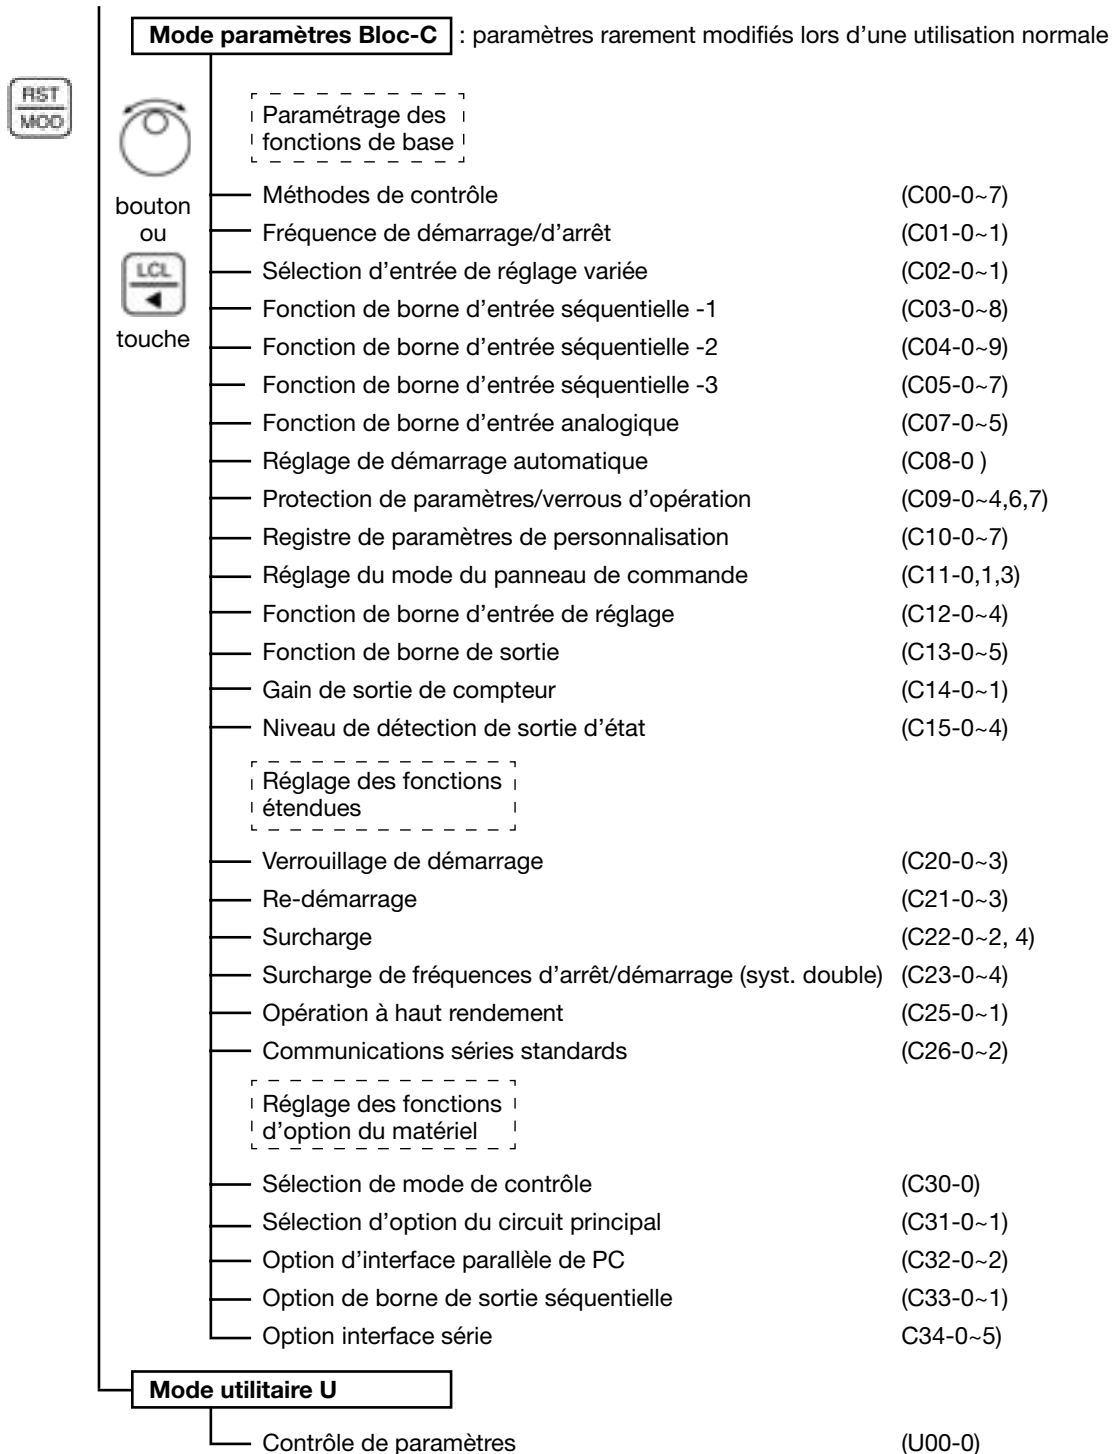 Mode paramètres Bloc-C : paramètres rarement modifiés lors d'une utilisation normale
RST
MOD
Paramétrage des
fonctions de base
bouton
ou
LCL
touche
Méthodes de contrôle (C00-0~7)
Fréquence de démarrage/d'arrêt (C01-0~1)
Sélection d'entrée de réglage variée (C02-0~1)
Fonction de borne d'entrée séquentielle -1 (C03-0~8)
Fonction de borne d'entrée séquentielle -2 (C04-0~9)
Fonction de borne d'entrée séquentielle -3 (C05-0~7)
Fonction de borne d'entrée analogique (C07-0~5)
Réglage de démarrage automatique (C08-0 )
Protection de paramètres/verrous d'opération (C09-0~4,6,7)
Registre de paramètres de personnalisation (C10-0~7)
Réglage du mode du panneau de commande (C11-0,1,3)
Fonction de borne d'entrée de réglage (C12-0~4)
Fonction de borne de sortie (C13-0~5)
Gain de sortie de compteur (C14-0~1)
Niveau de détection de sortie d'état (C15-0~4)
Réglage des fonctions
étendues
Verrouillage de démarrage (C20-0~3)
Re-démarrage (C21-0~3)
Surcharge (C22-0~2, 4)
Surcharge de fréquences d'arrêt/démarrage (syst. double) (C23-0~4)
Opération à haut rendement (C25-0~1)
Communications séries standards (C26-0~2)
Réglage des fonctions
d'option du matériel
Sélection de mode de contrôle (C30-0)
Sélection d'option du circuit principal (C31-0~1)
Option d'interface parallèle de PC (C32-0~2)
Option de borne de sortie séquentielle (C33-0~1)
Option interface série C34-0~5)
Mode utilitaire U
Contrôle de paramètres (U00-0)